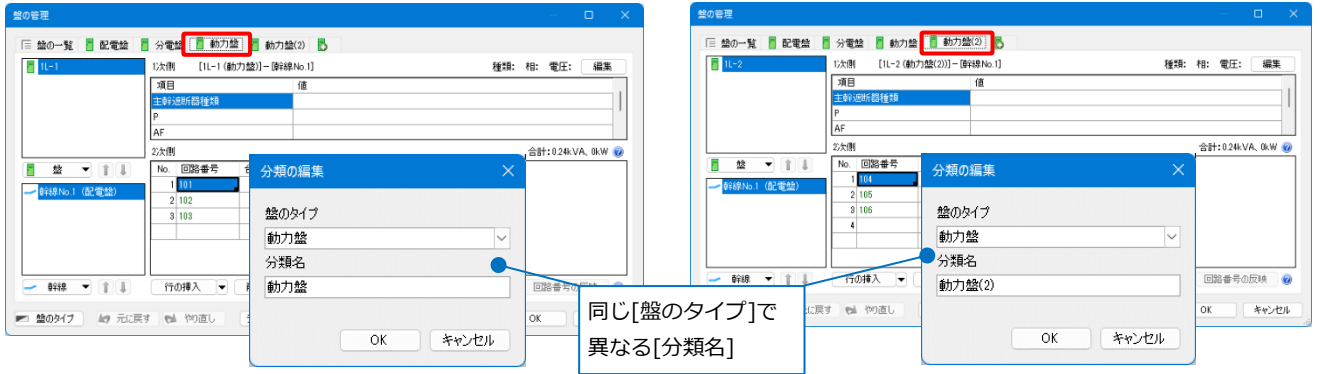 盤の管理
盤の一覧 配電盤 分電盤 動力盤 動力盤(2)
1L-1
1次側 [1L-1 (動力盤)]-[幹線No.1] 種類: 相: 電圧: 編集
項目 値
主幹遮断器種類
P
AF
2次側 合計:0.24kVA、0kW
盤
No. 回路番号
1 101
2 102
3 103
幹線No.1 (配電盤)
幹線 行の挿入
盤のタイプ 元に戻す やり直し OK
分類の編集
盤のタイプ
動力盤
分類名
動力盤
OK キャンセル
同じ[盤のタイプ]で
異なる[分類名]
盤の管理
盤の一覧 配電盤 分電盤 動力盤 動力盤(2)
1L-2
1次側 [1L-2 (動力盤(2))]-[幹線No.1] 種類: 相: 電圧: 編集
項目 値
主幹遮断器種類
P
AF
2次側 合計:0.24kVA、0kW
盤
No. 回路番号
1 104
2 105
3 106
4
幹線No.1 (配電盤)
幹線 行の挿入 回路番号の反映
やり直し OK キャンセル
分類の編集
盤のタイプ
動力盤
分類名
動力盤(2)
OK キャンセル